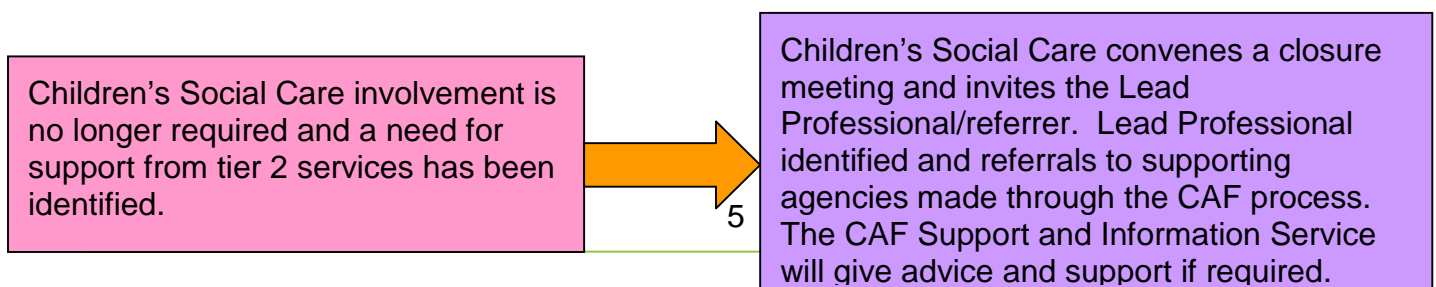 Children's Social Care involvement is
no longer required and a need for
support from tier 2 services has been
identified.
5
Children's Social Care convenes a closure
meeting and invites the Lead
Professional/referrer.  Lead Professional
identified and referrals to supporting
agencies made through the CAF process.
The CAF Support and Information Service
will give advice and support if required.